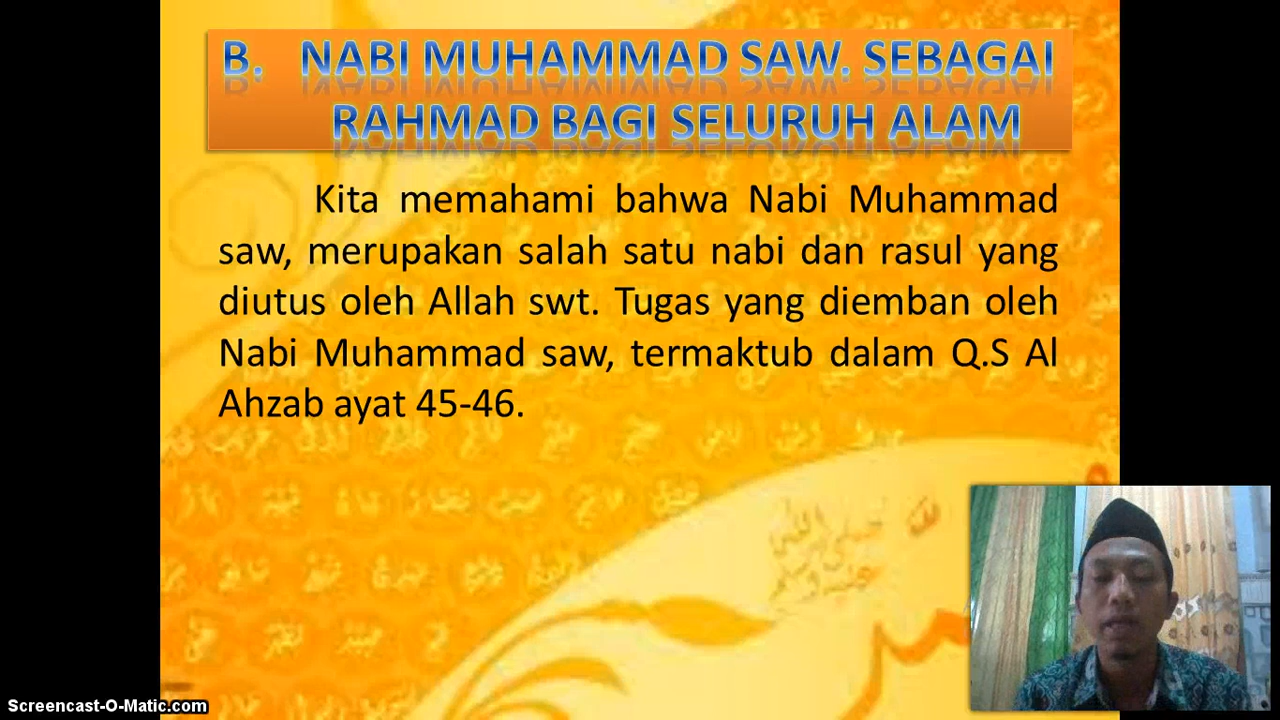 B. NABI MUHAMMAD SAW. SEBAGAI
RAHMAD BAGI SELURUH ALAM
Kita memahami bahwa Nabi Muhammad
saw, merupakan salah satu nabi dan rasul yang
diutus oleh Allah swt. Tugas yang diemban oleh
Nabi Muhammad saw, termaktub dalam Q.S Al
Ahzab ayat 45-46.
Screencast-O-Matic.com